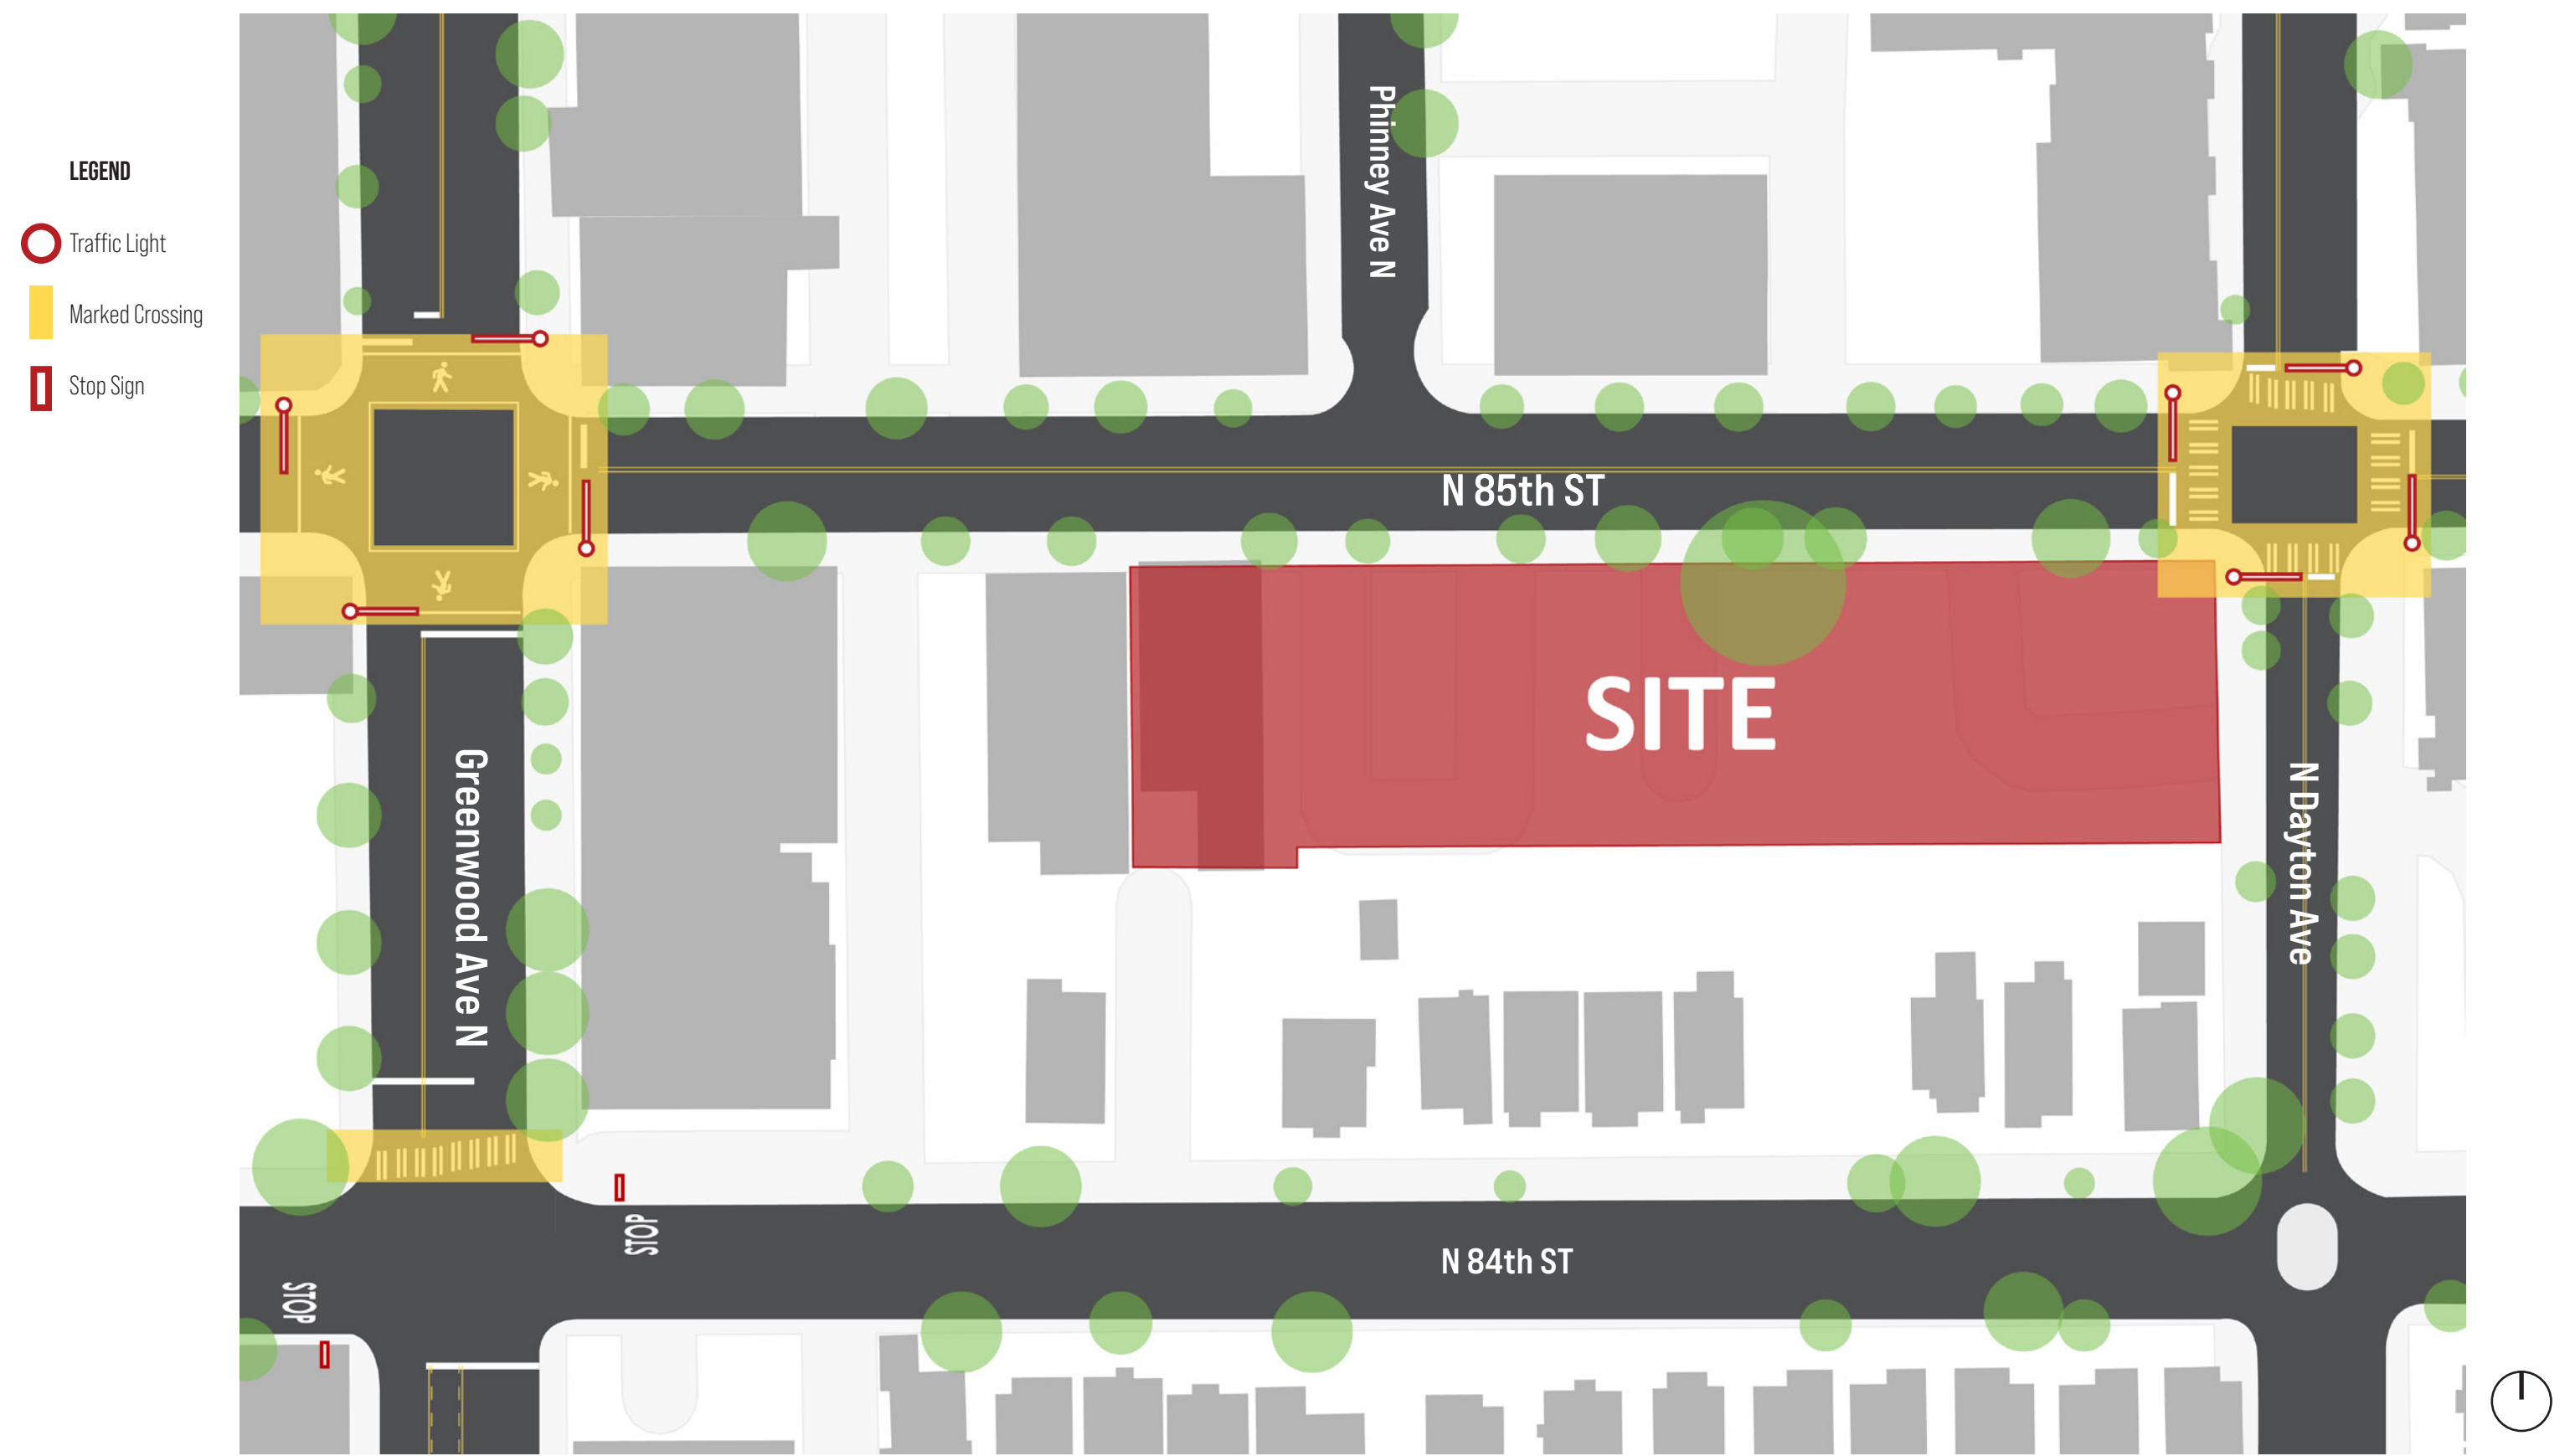 LEGEND
Traffic Light
Marked Crossing
Stop Sign
Phinney Ave N
N 85th ST
SITE
Greenwood Ave N
N Dayton Ave
STOP
N 84th ST
STOP